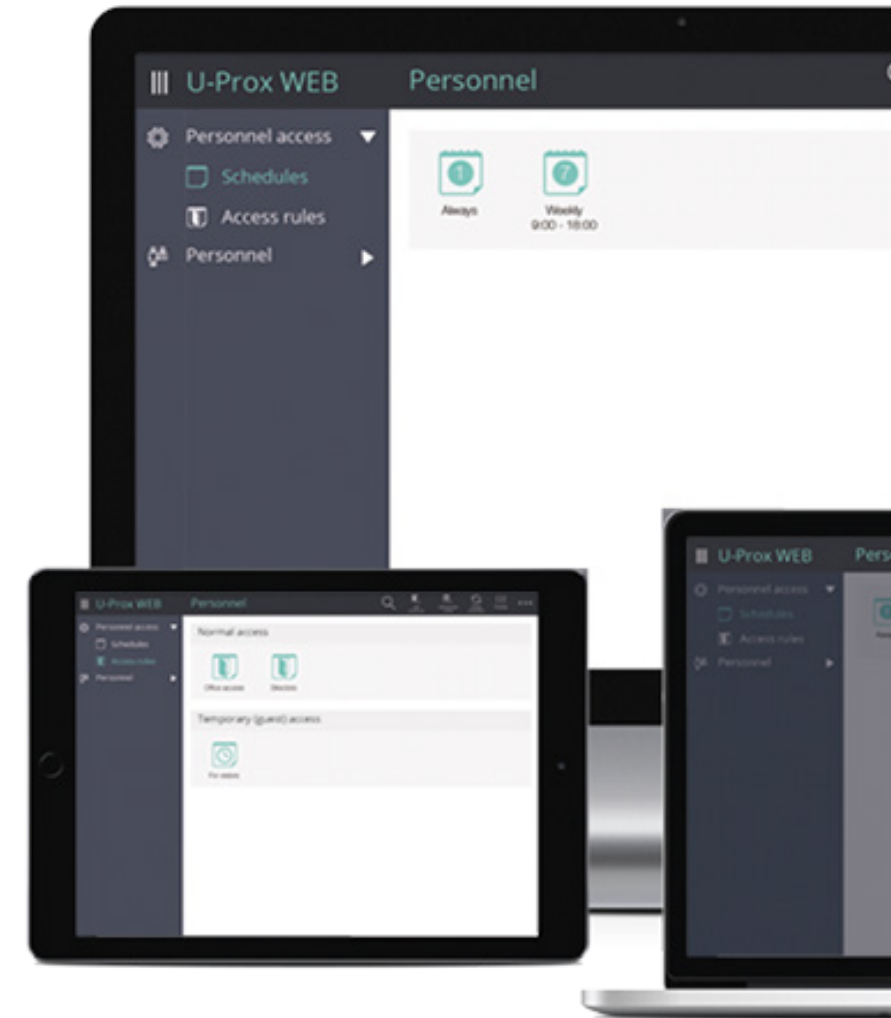 U-Prox WEB
Personnel
Personnel access
Schedules
Access rules
Personnel
Always
Weekly
9:00 - 18:00
U-Prox WEB
Personnel
Personnel access
Schedules
Access rules
Personnel
Normal access
Office access
Directors
Temporary (guest) access
For visitors
U-Prox WEB
Pers
Personnel access
Schedules
Access rules
Personnel